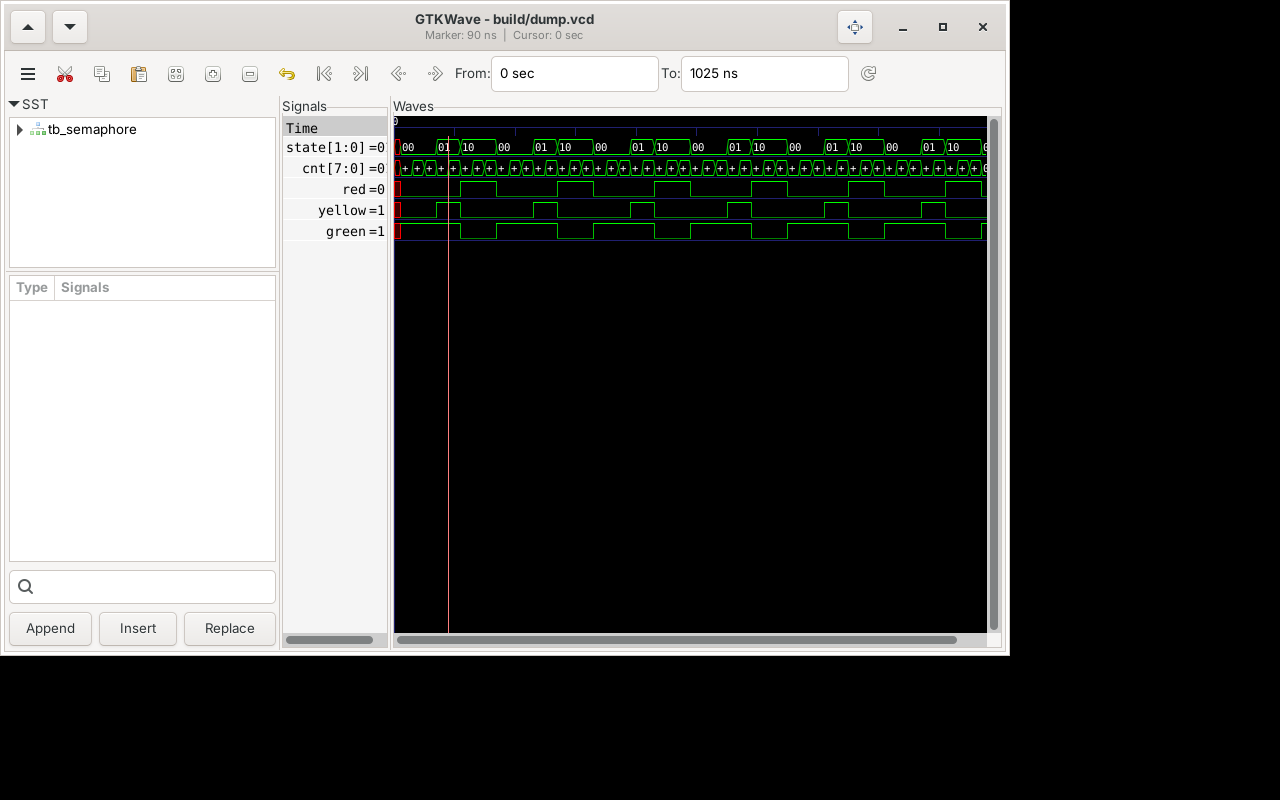 GTKWave - build/dump.vcd
Marker: 90 ns | Cursor: 0 sec
From: 0 sec To: 1025 ns
SST
tb_semaphore
Type Signals
Append Insert Replace
Signals
Time
state[1:0] =0
cnt[7:0] =0
red =0
yellow =1
green =1
Waves
0
00 01 10 00 01 10 00 01 10 00 01 10 00 01 10 00 01 10 0
+ + + + + + + + + + + + + + + + + + + + + + + + + + + + + + + + + + + + + + + + + + + + + + + + 0